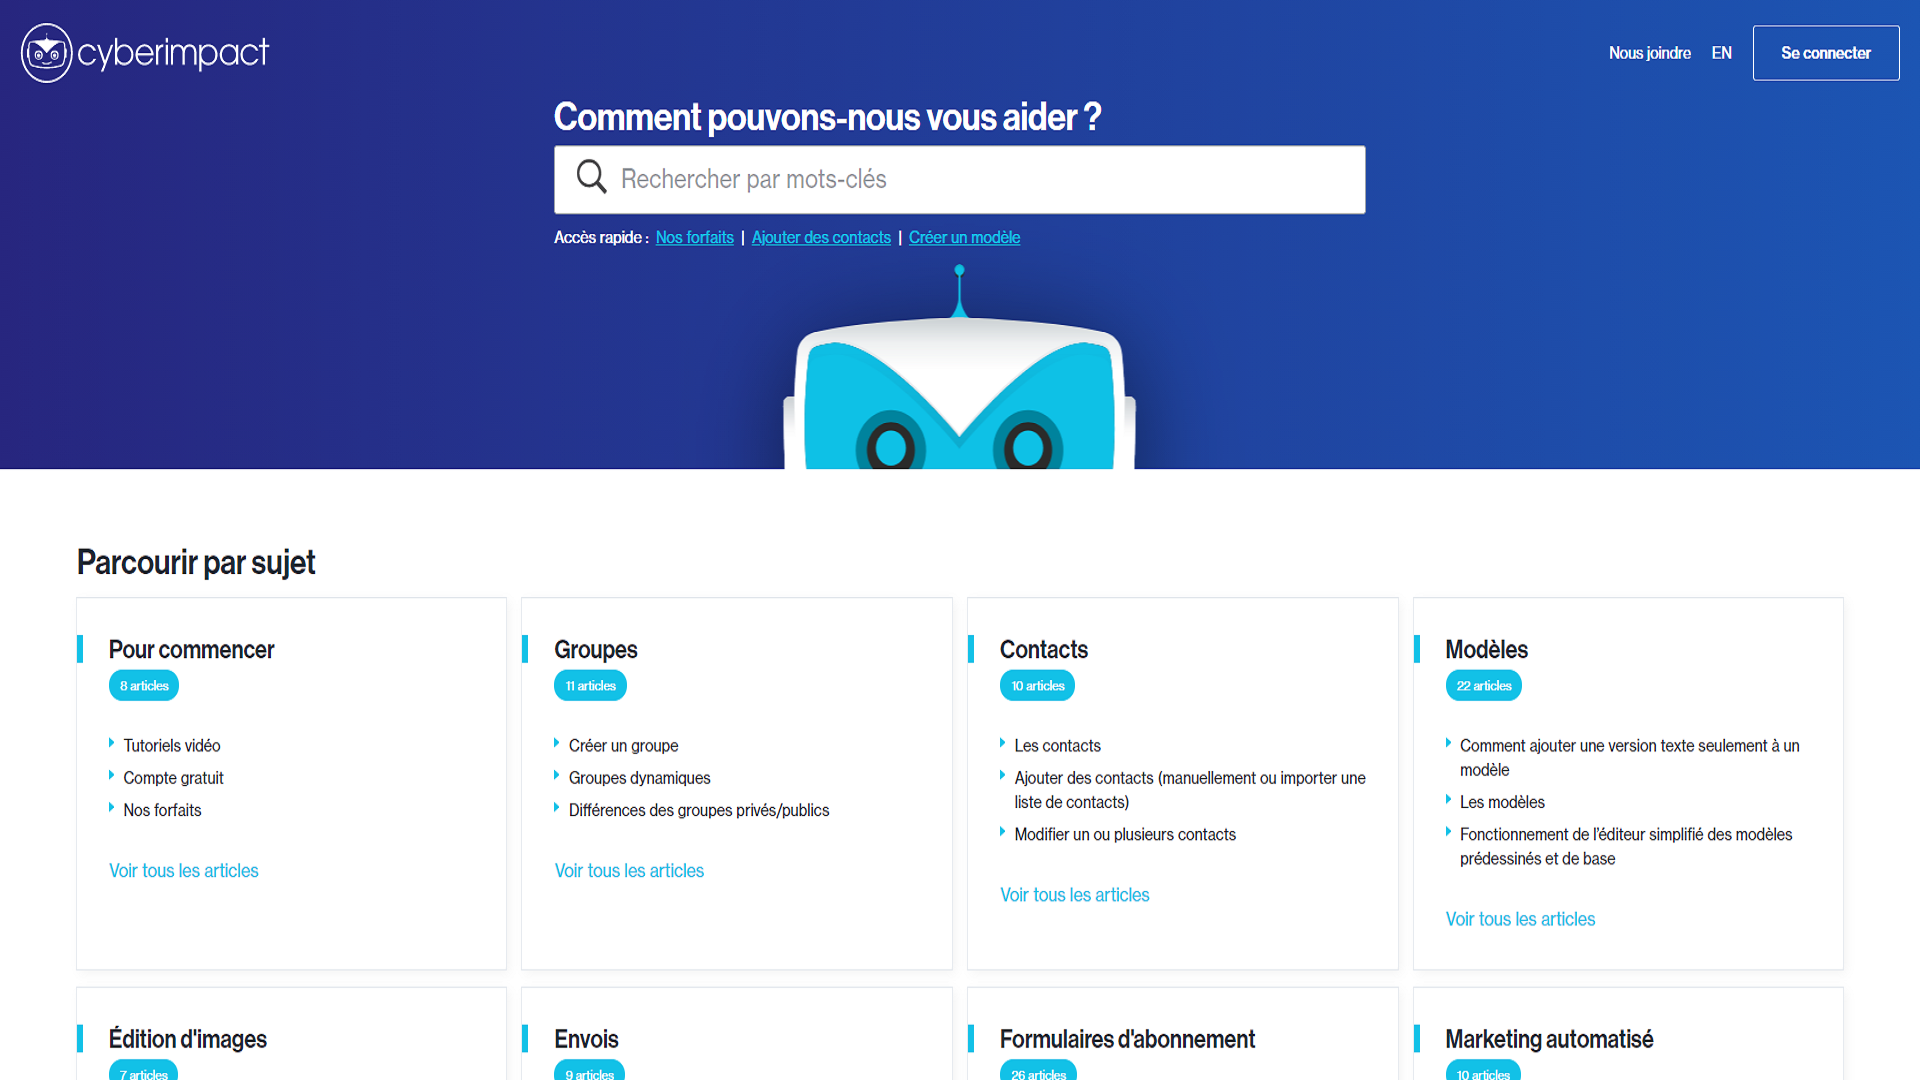 cyberimpact
Nous joindre
EN
Se connecter
Comment pouvons-nous vous aider ?
Rechercher par mots-clés
Accès rapide : Nos forfaits | Ajouter des contacts | Créer un modèle
Parcourir par sujet
Pour commencer
8 articles
Tutoriels vidéo
Compte gratuit
Nos forfaits
Voir tous les articles
Groupes
11 articles
Créer un groupe
Groupes dynamiques
Différences des groupes privés/publics
Voir tous les articles
Contacts
10 articles
Les contacts
Ajouter des contacts (manuellement ou importer une
liste de contacts)
Modifier un ou plusieurs contacts
Voir tous les articles
Modèles
22 articles
Comment ajouter une version texte seulement à un
modèle
Les modèles
Fonctionnement de l’éditeur simplifié des modèles
prédessinés et de base
Voir tous les articles
Édition d'images
7 articles
Envois
9 articles
Formulaires d'abonnement
26 articles
Marketing automatisé
10 articles